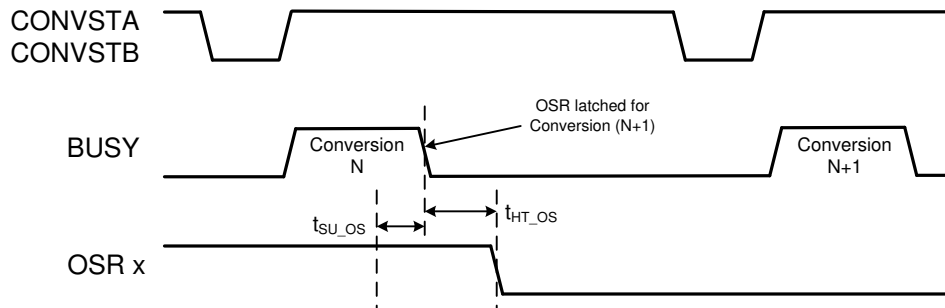 CONVSTA
CONVSTB
OSR latched for
Conversion (N+1)
BUSY
Conversion
N
Conversion
N+1
tSU_OS
tHT_OS
OSR x